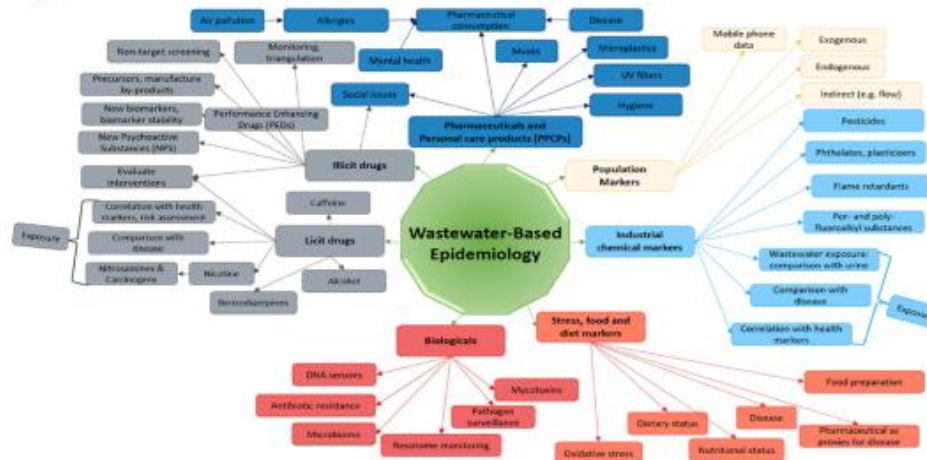 Air pollution
Allergies
Pharmaceutical
consumption
Disease
Non-target screening
Monitoring,
triangulation
Mental health
Musks
Microplastics
Mobile phone
data
Exogenous
Precursors, manufacture
by-products
Social issues
UV filters
Endogenous
New biomarkers,
biomarker stability
Performance Enhancing
Drugs (PEDs)
Hygiene
Indirect (e.g. flow)
New Psychoactive
Substances (NPS)
Pharmaceuticals and
Personal care products (PPCPs)
Pesticides
Illicit drugs
Population
Markers
Phthalates, plasticisers
Evaluate
interventions
Caffeine
Flame retardants
Correlation with health
markers, risk assessment
Exposure
Licit drugs
Wastewater-Based
Epidemiology
Industrial
chemical markers
Per- and poly-
fluoroalkyl substances
Comparison with
disease
Wastewater exposure:
comparison with urine
Nitrosamines &
Carcinogens
Nicotine
Alcohol
Benzodiazepines
Comparison with
disease
Exposure
Biologicals
Stress, food and
diet markers
Correlation with health
markers
DNA sensors
Mycotoxins
Food preparation
Antibiotic resistance
Pathogen
surveillance
Dietary status
Disease
Microbiome
Resistome monitoring
Oxidative stress
Nutritional status
Pharmaceutical as
proxies for disease